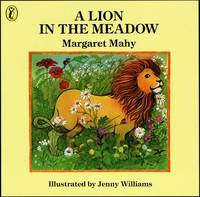 A LION
IN THE MEADOW
Margaret Mahy
Illustrated by Jenny Williams